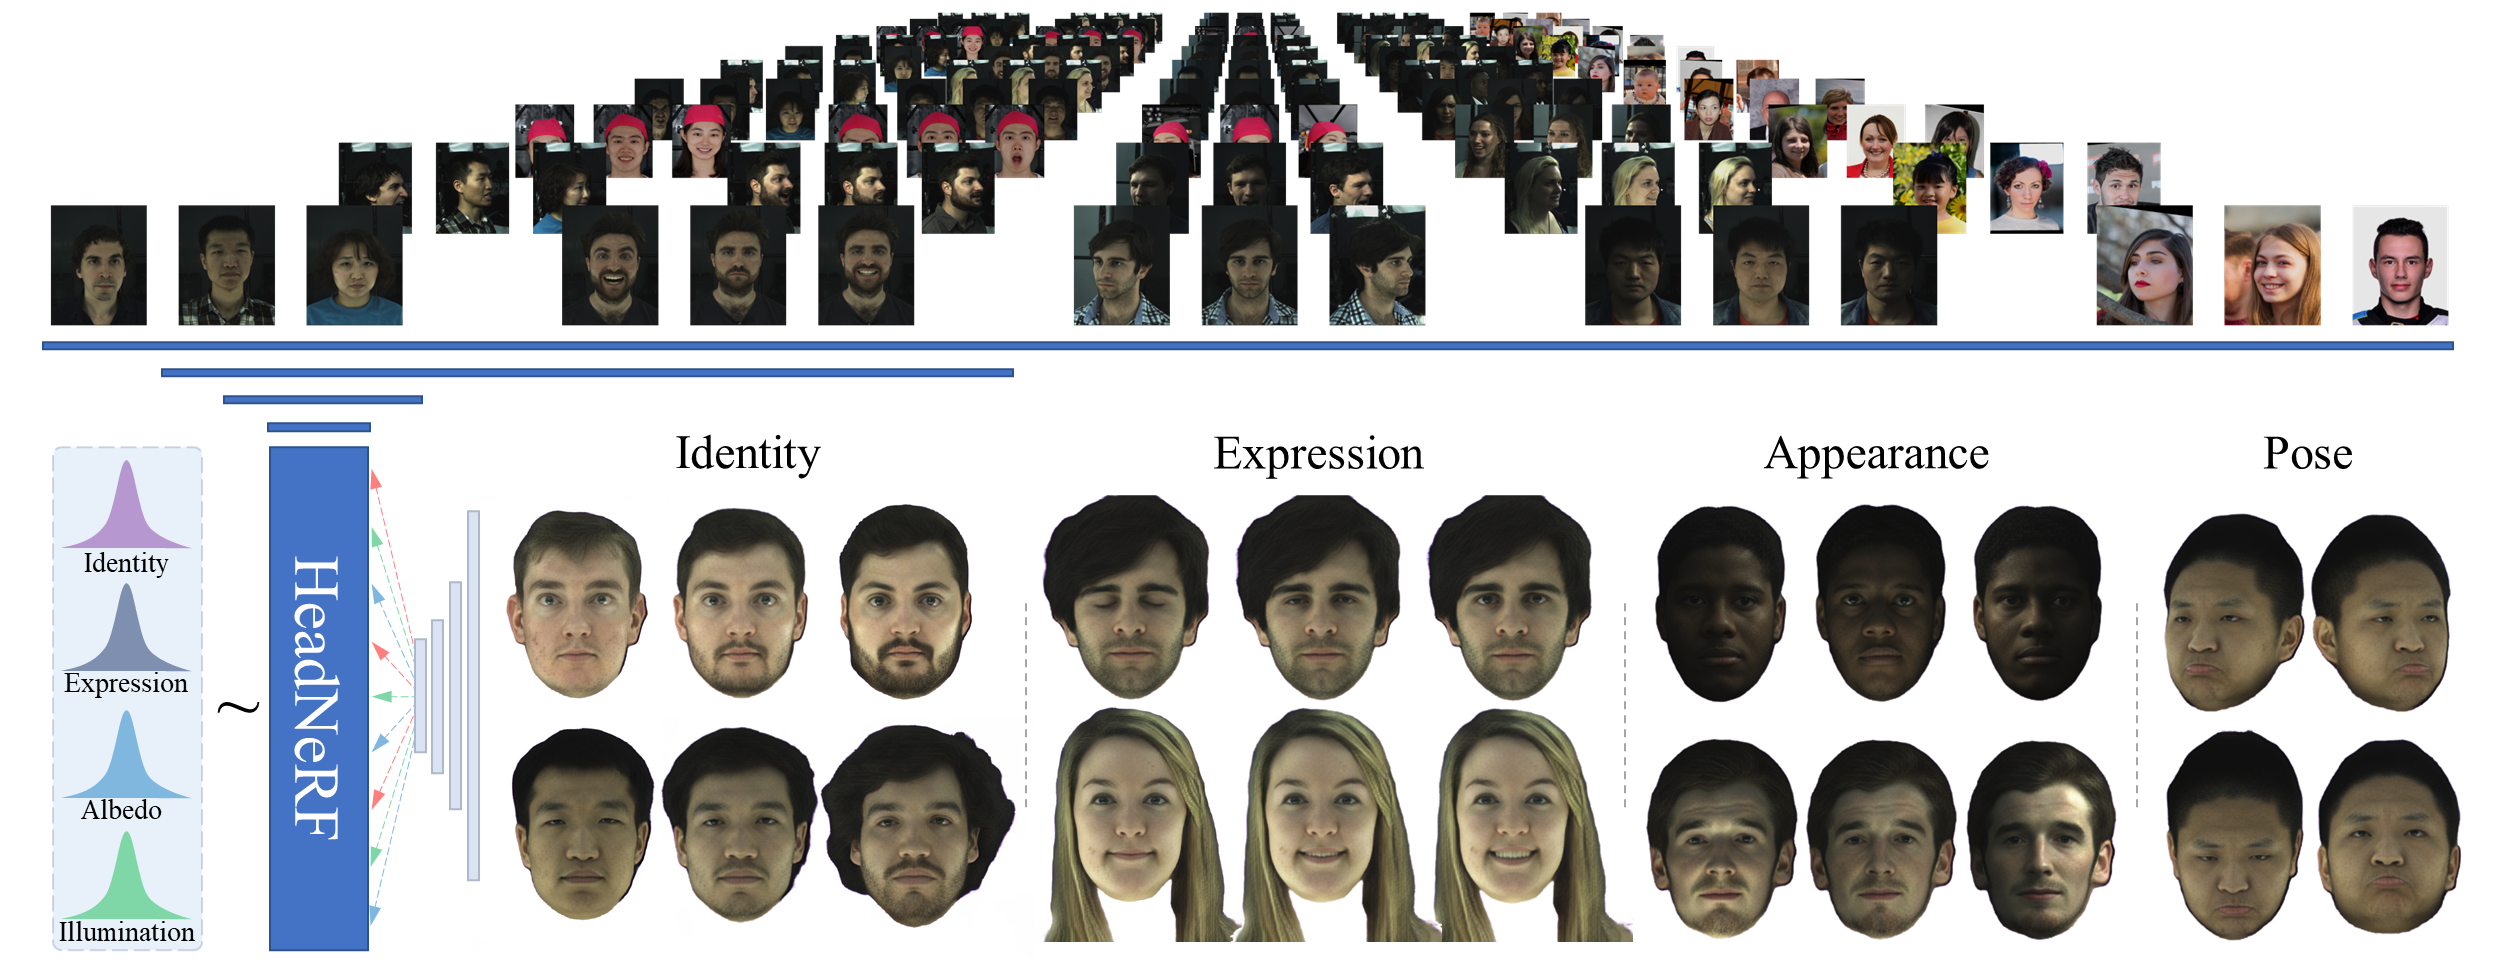 Identity
Expression
Albedo
Illumination
~
HeadNeRF
Identity
Expression
Appearance
Pose